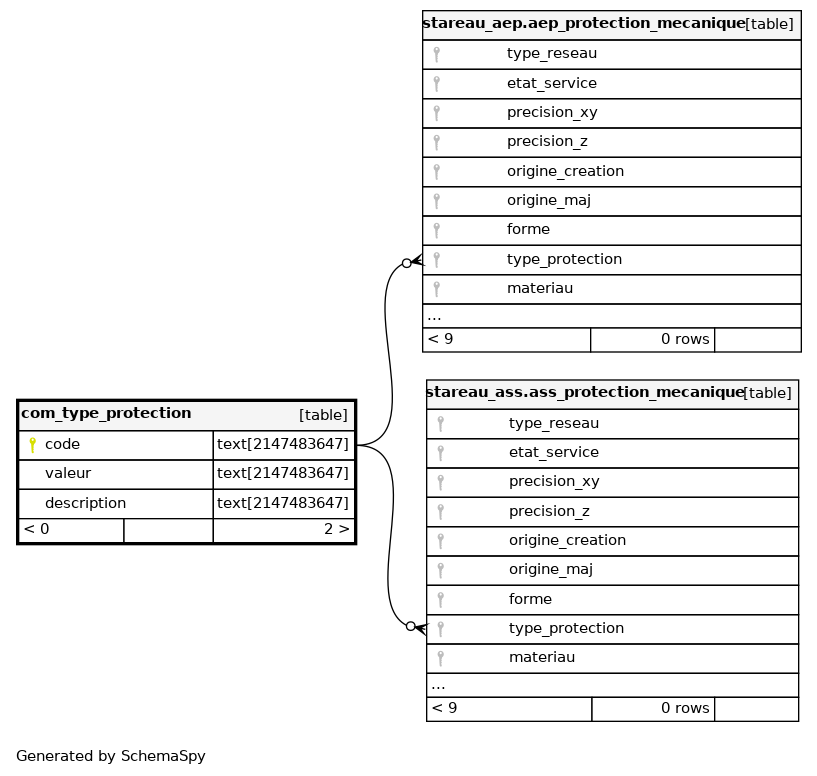 stareau_aep.aep_protection_mecanique [table]
type_reseau
etat_service
precision_xy
precision_z
origine_creation
origine_maj
forme
type_protection
materiau
...
< 9 0 rows
stareau_ass.ass_protection_mecanique [table]
type_reseau
etat_service
precision_xy
precision_z
origine_creation
origine_maj
forme
type_protection
materiau
...
< 9 0 rows
com_type_protection [table]
code text[2147483647]
valeur text[2147483647]
description text[2147483647]
< 0 2 >
Generated by SchemaSpy